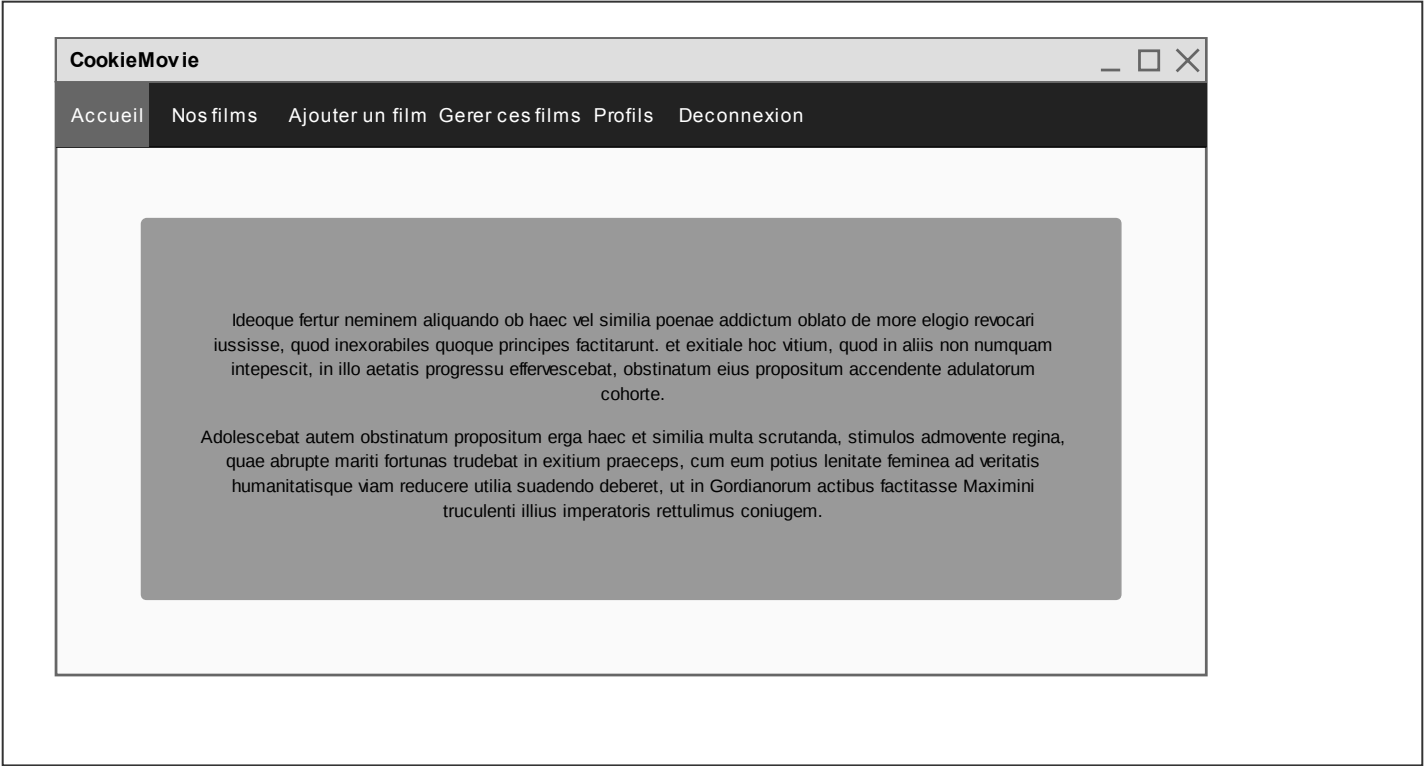 CookieMovie
Accueil Nos films Ajouter un film Gerer ces films Profils Deconnexion
Ideoque fertur neminem aliquando ob haec vel similia poenae addictum oblato de more elogio revocari
iussisse, quod inexorabiles quoque principes factitarunt. et exitiale hoc vitium, quod in aliis non numquam
intepescit, in illo aetatis progressu effervescebat, obstinatum eius propositum accendente adulatorum
cohorte.
Adolescebat autem obstinatum propositum erga haec et similia multa scrutanda, stimulos admovente regina,
quae abrupte mariti fortunas trudebat in exitium praeceps, cum eum potius lenitate feminea ad veritatis
humanitatisque viam reducere utilia suadendo deberet, ut in Gordianorum actibus factitasse Maximini
truculenti illius imperatoris rettulimus coniugem.